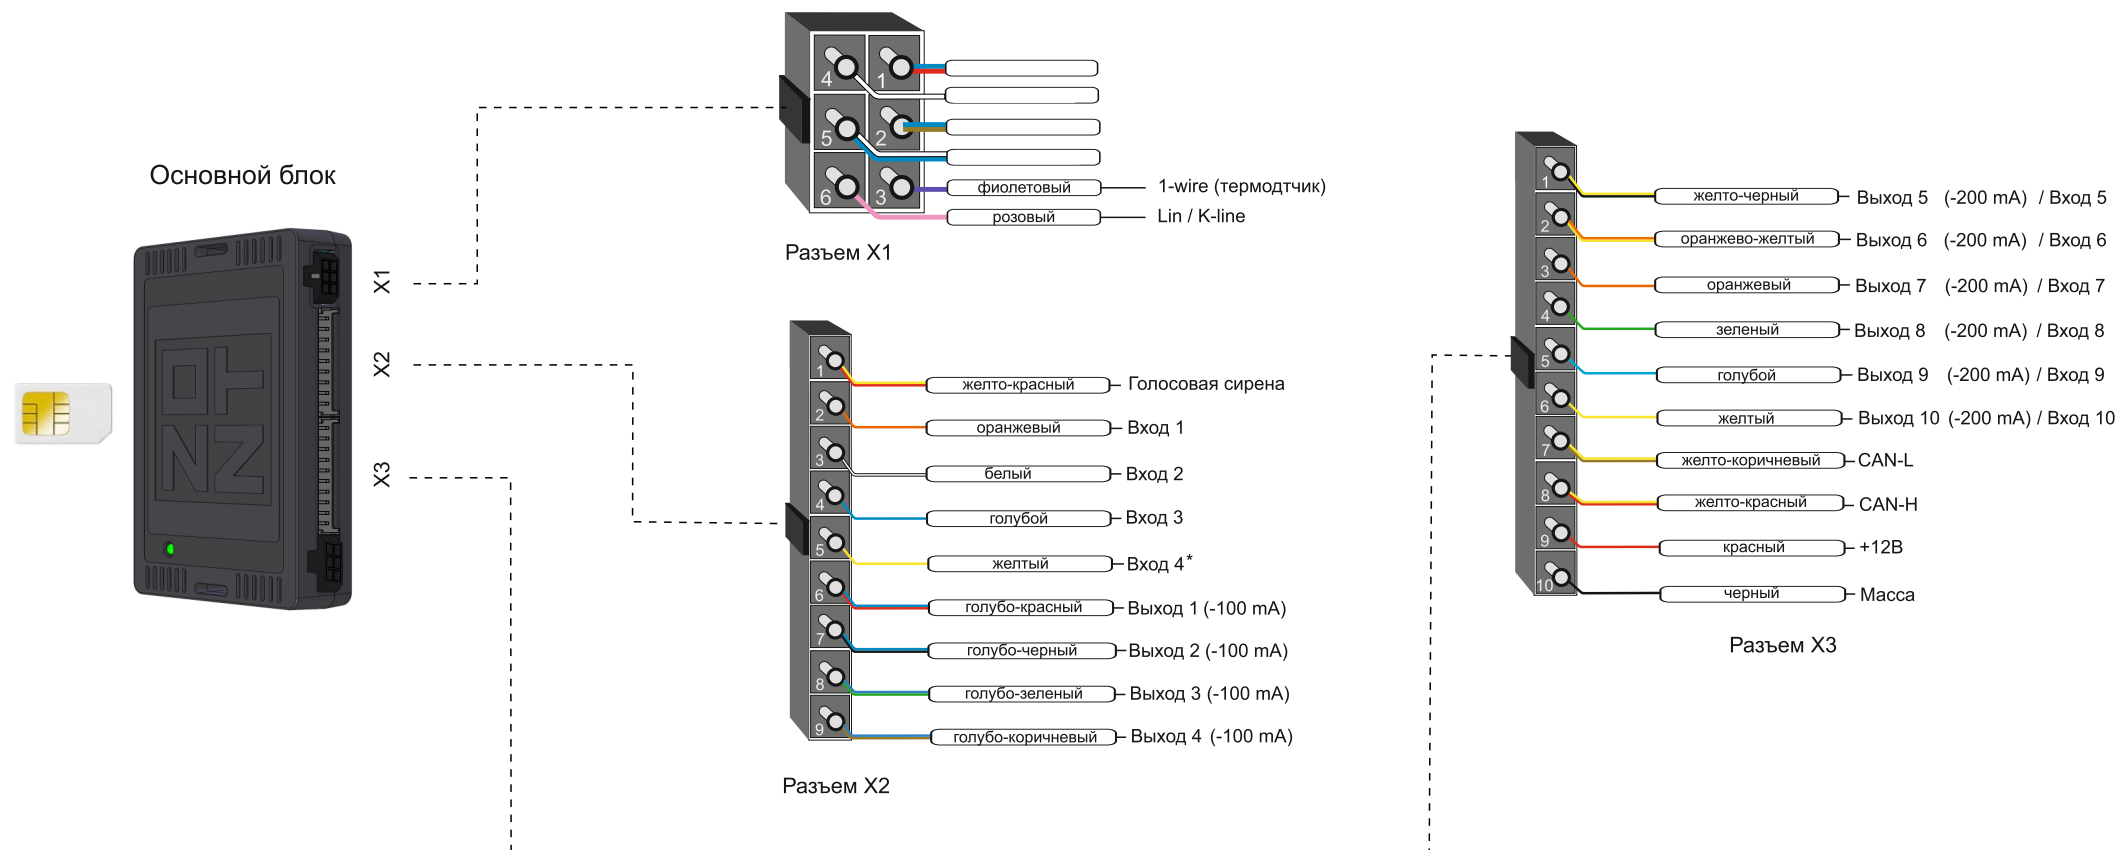 Основной блок
X1
X2
X3
4
1
5
2
6
3
фиолетовый 1-wire (термодтчик)
розовый Lin / K-line
Разъем X1
1 желто-красный Голосовая сирена
2 оранжевый Вход 1
3 белый Вход 2
4 голубой Вход 3
5 желтый Вход 4*
6 голубо-красный Выход 1 (-100 mA)
7 голубо-черный Выход 2 (-100 mA)
8 голубо-зеленый Выход 3 (-100 mA)
9 голубо-коричневый Выход 4 (-100 mA)
Разъем X2
1 желто-черный Выход 5 (-200 mA) / Вход 5
2 оранжево-желтый Выход 6 (-200 mA) / Вход 6
3 оранжевый Выход 7 (-200 mA) / Вход 7
4 зеленый Выход 8 (-200 mA) / Вход 8
5 голубой Выход 9 (-200 mA) / Вход 9
6 желтый Выход 10 (-200 mA) / Вход 10
7 желто-коричневый CAN-L
8 желто-красный CAN-H
9 красный +12В
10 черный Масса
Разъем X3